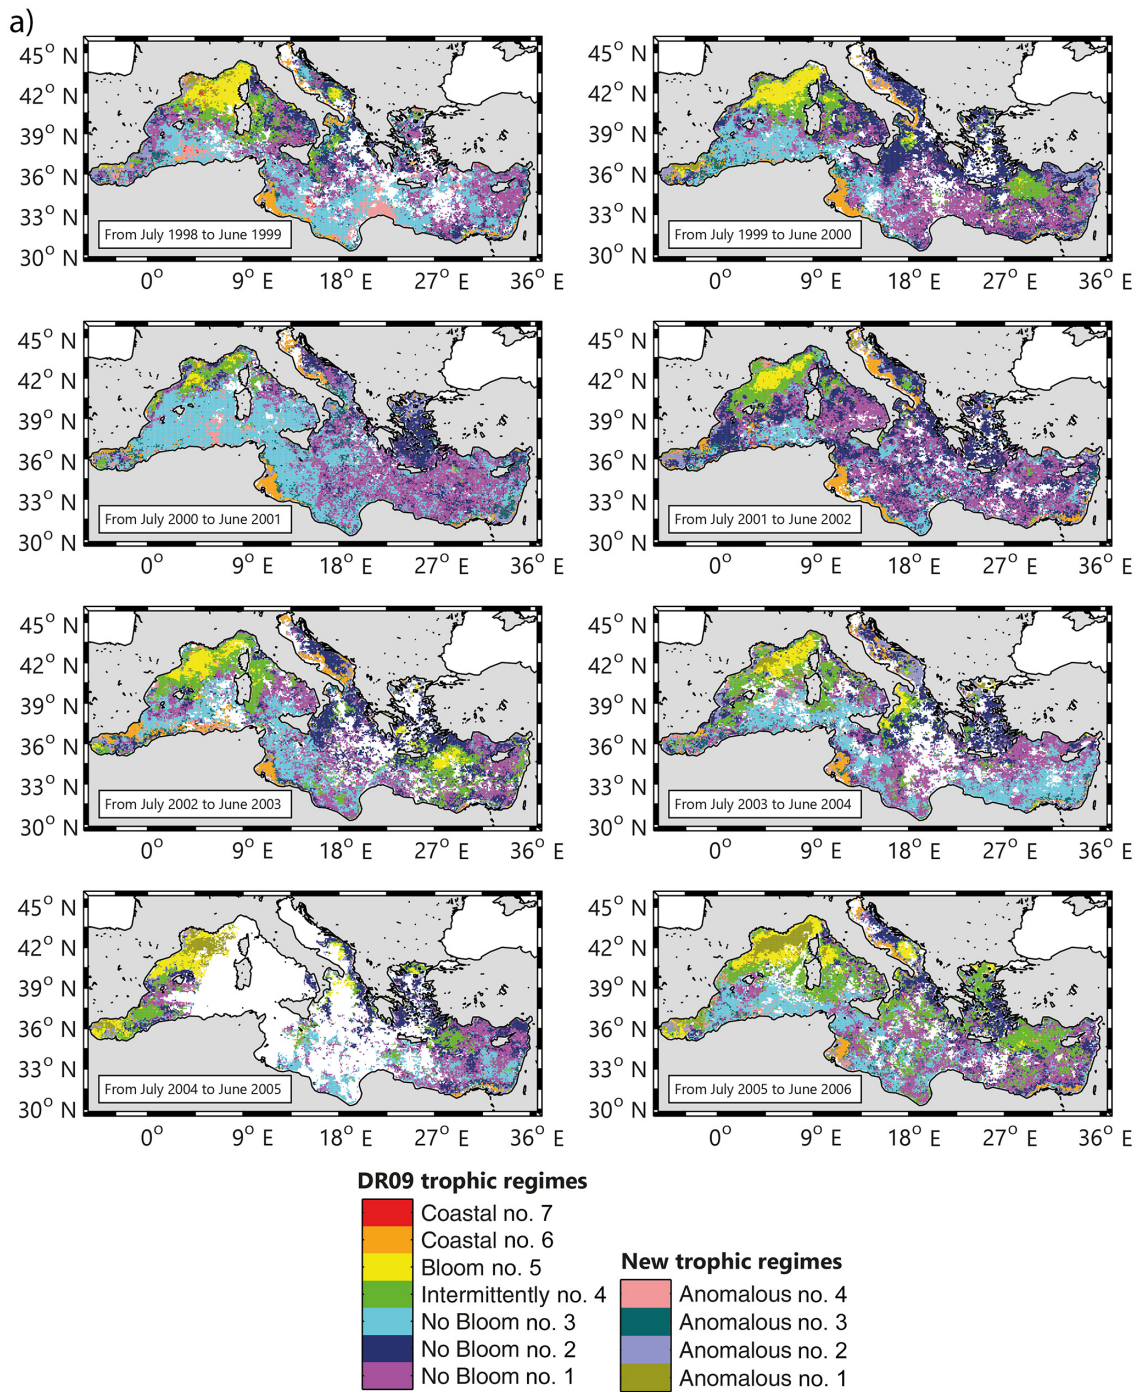 a)
45° N
42° N
39° N
36° N
33° N
30° N
From July 1998 to June 1999
0° 9° E 18° E 27° E 36° E
45° N
42° N
39° N
36° N
33° N
30° N
From July 1999 to June 2000
0° 9° E 18° E 27° E 36° E
45° N
42° N
39° N
36° N
33° N
30° N
From July 2000 to June 2001
0° 9° E 18° E 27° E 36° E
45° N
42° N
39° N
36° N
33° N
30° N
From July 2001 to June 2002
0° 9° E 18° E 27° E 36° E
45° N
42° N
39° N
36° N
33° N
30° N
From July 2002 to June 2003
0° 9° E 18° E 27° E 36° E
45° N
42° N
39° N
36° N
33° N
30° N
From July 2003 to June 2004
0° 9° E 18° E 27° E 36° E
45° N
42° N
39° N
36° N
33° N
30° N
From July 2004 to June 2005
0° 9° E 18° E 27° E 36° E
45° N
42° N
39° N
36° N
33° N
30° N
From July 2005 to June 2006
0° 9° E 18° E 27° E 36° E
DR09 trophic regimes
Coastal no. 7
Coastal no. 6
Bloom no. 5
Intermittently no. 4
No Bloom no. 3
No Bloom no. 2
No Bloom no. 1
New trophic regimes
Anomalous no. 4
Anomalous no. 3
Anomalous no. 2
Anomalous no. 1